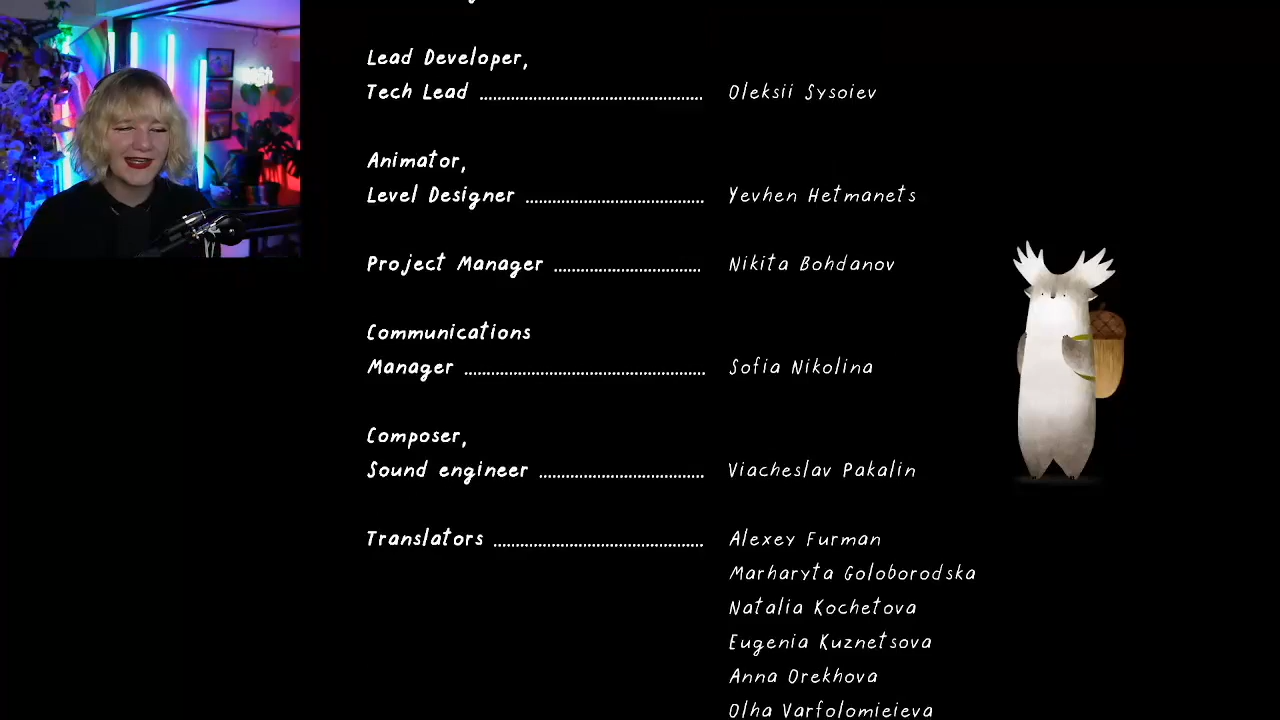 Lead Developer,
Tech Lead ........................ Oleksii Sysoiev
Animator,
Level Designer ........................ Yevhen Hetmanets
Project Manager ........................ Nikita Bohdanov
Communications
Manager ........................ Sofia Nikolina
Composer,
Sound engineer ........................ Viacheslav Pakalin
Translators ........................ Alexey Furman
Marharyta Goloborodska
Natalia Kochetova
Eugenia Kuznetsova
Anna Orekhova
Olha Varfolomieieva